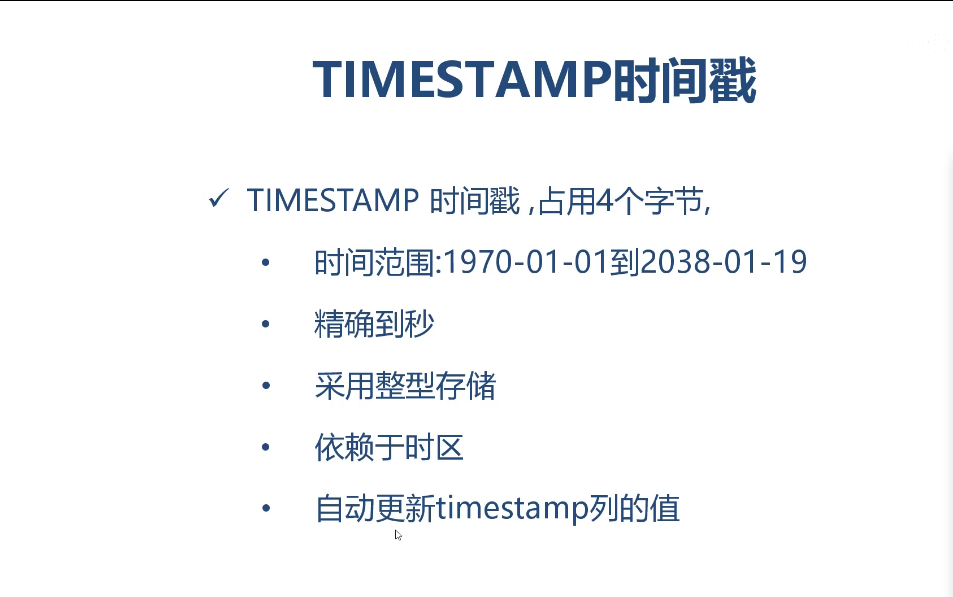 TIMESTAMP时间戳
✓ TIMESTAMP 时间戳 ,占用4个字节,
• 时间范围:1970-01-01到2038-01-19
• 精确到秒
• 采用整型存储
• 依赖于时区
• 自动更新timestamp列的值